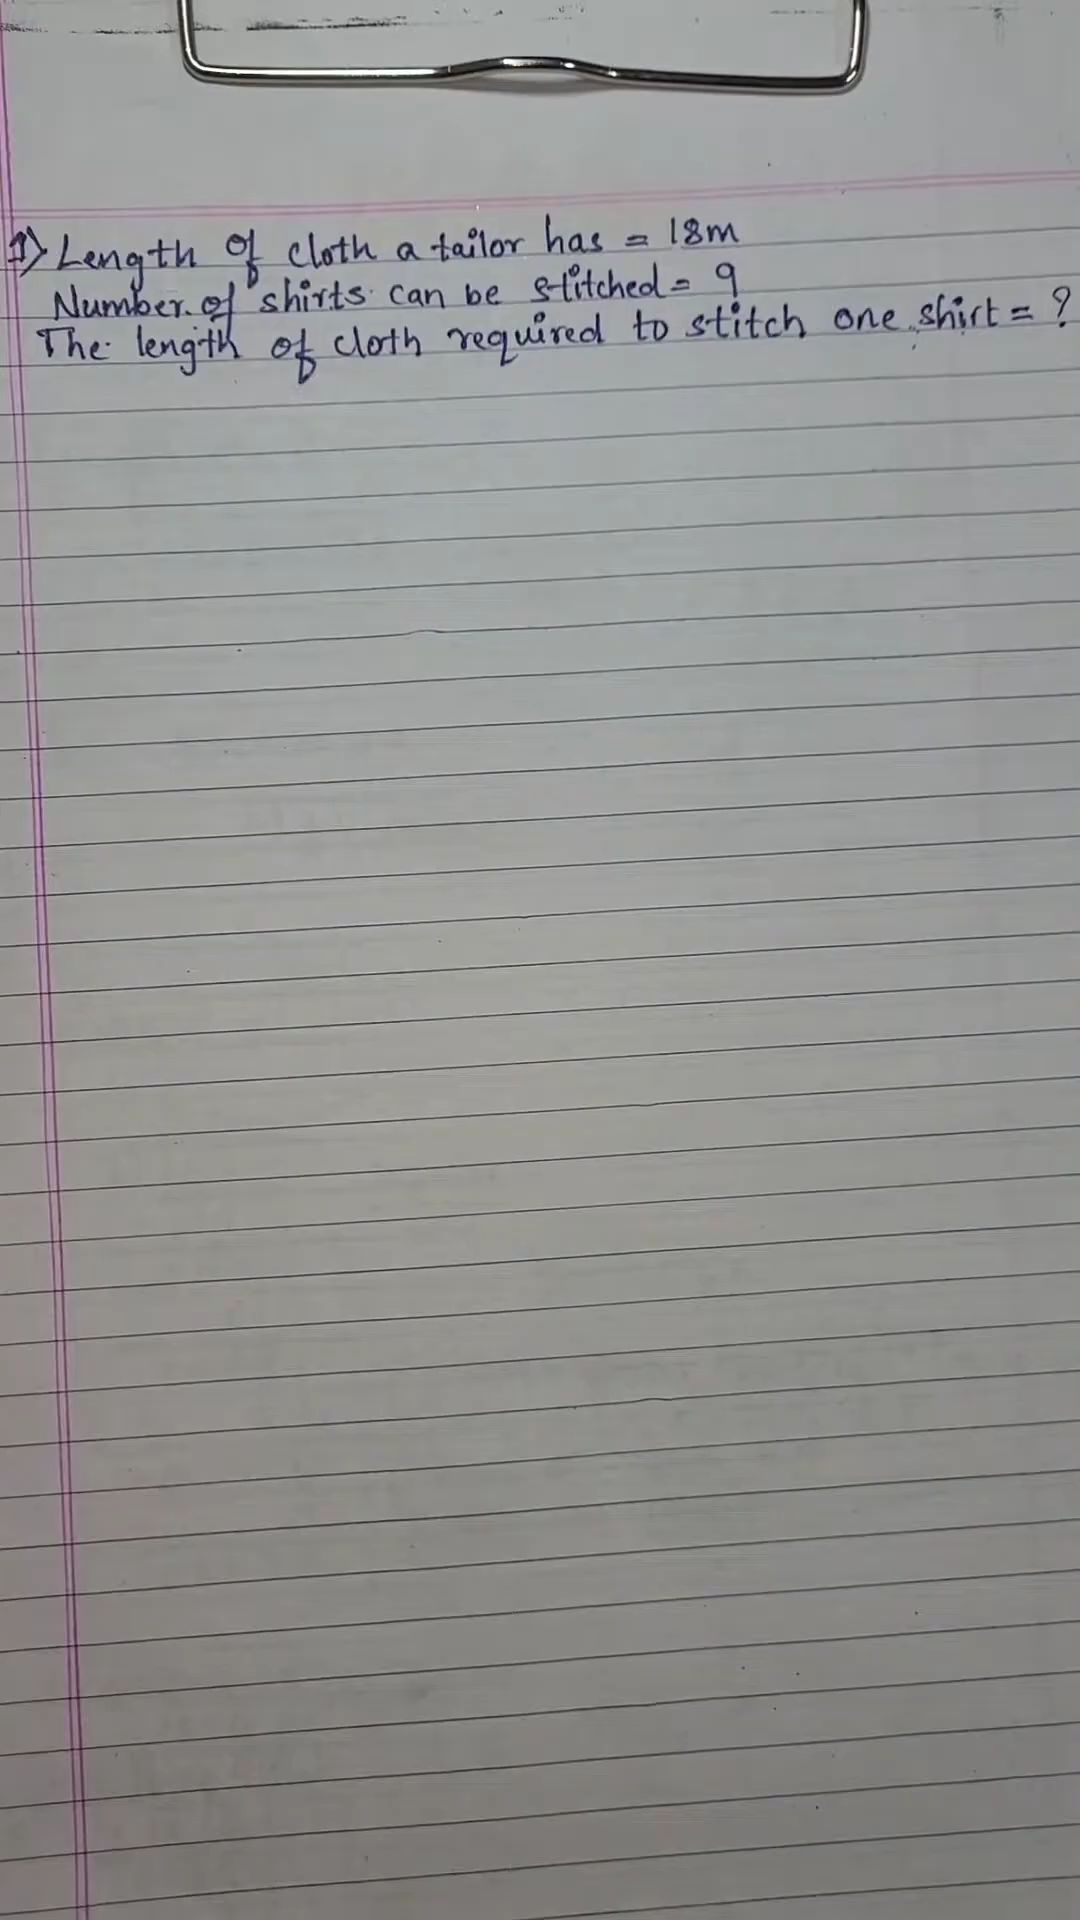 1) Length of cloth a tailor has = 18m
Number of shirts can be stitched = 9
The length of cloth required to stitch one shirt = ?